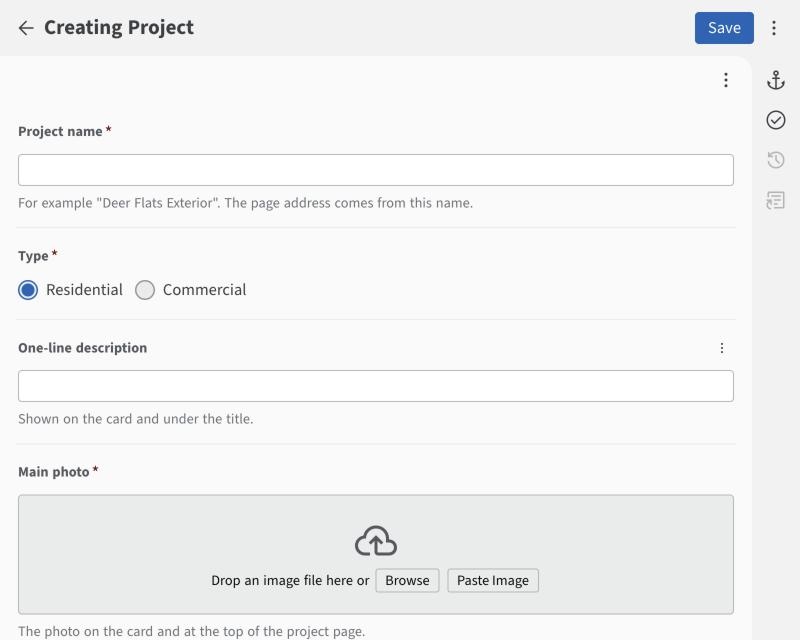 Creating Project
Save
Project name *
For example "Deer Flats Exterior". The page address comes from this name.
Type *
Residential
Commercial
One-line description
Shown on the card and under the title.
Main photo *
Drop an image file here or Browse Paste Image
The photo on the card and at the top of the project page.